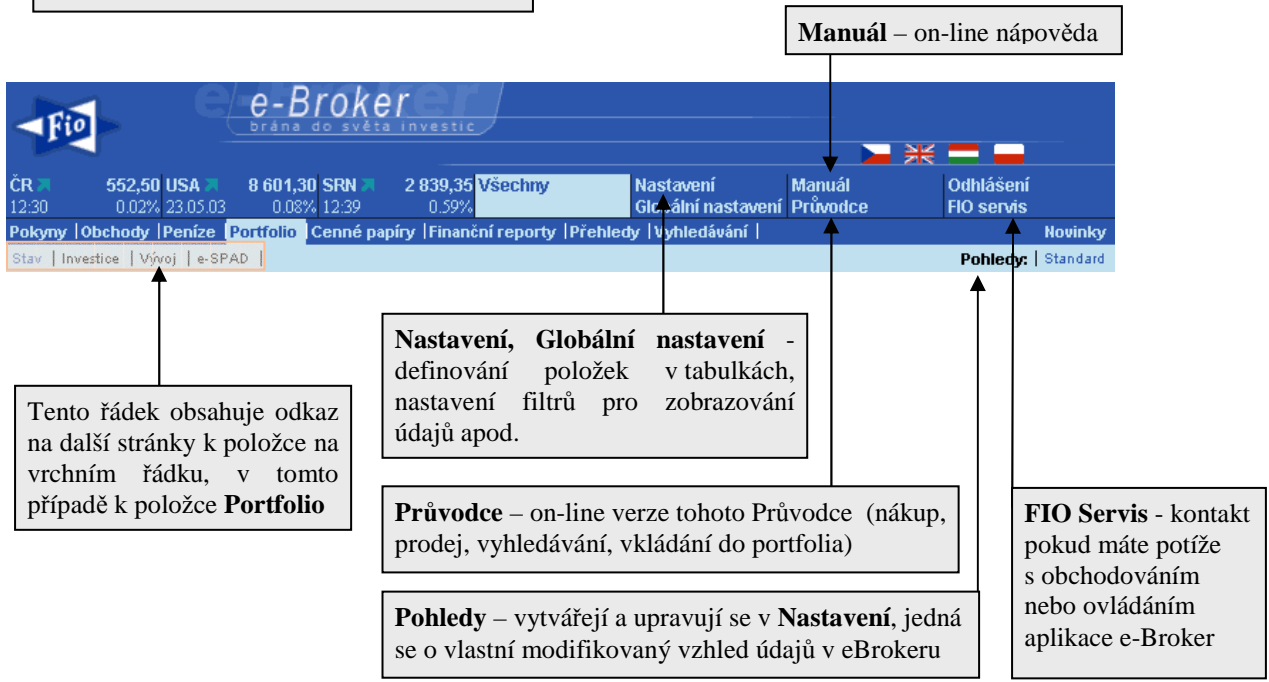 Manuál – on-line nápověda
Fio
e-Broker
brána do světa investic
ČR 552,50 USA 8 601,30 SRN 2 839,35 Všechny Nastavení Manuál Odhlášení
12:30 0.02% 23.05.03 0.08% 12:39 0.59% Globální nastavení Průvodce FIO servis
Pokyny | Obchody | Peníze | Portfolio | Cenné papíry | Finanční reporty | Přehledy | Vyhledávání | Novinky
Stav | Investice | Vývoj | e-SPAD | Pohledy: | Standard
Nastavení, Globální nastavení -
definování položek v tabulkách,
nastavení filtrů pro zobrazování
údajů apod.
Tento řádek obsahuje odkaz
na další stránky k položce na
vrchním řádku, v tomto
případě k položce Portfolio
Průvodce – on-line verze tohoto Průvodce (nákup,
prodej, vyhledávání, vkládání do portfolia)
FIO Servis - kontakt
pokud máte potíže
s obchodováním
nebo ovládáním
aplikace e-Broker
Pohledy – vytvářejí a upravují se v Nastavení, jedná
se o vlastní modifikovaný vzhled údajů v eBrokeru